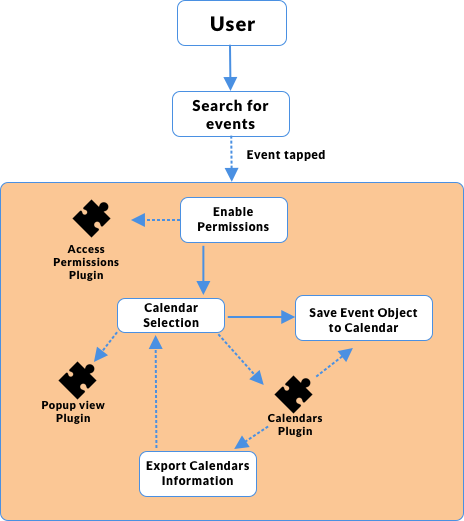 User
Search for
events
Event tapped
Enable
Permissions
Access
Permissions
Plugin
Calendar
Selection
Save Event Object
to Calendar
Popup view
Plugin
Calendars
Plugin
Export Calendars
Information